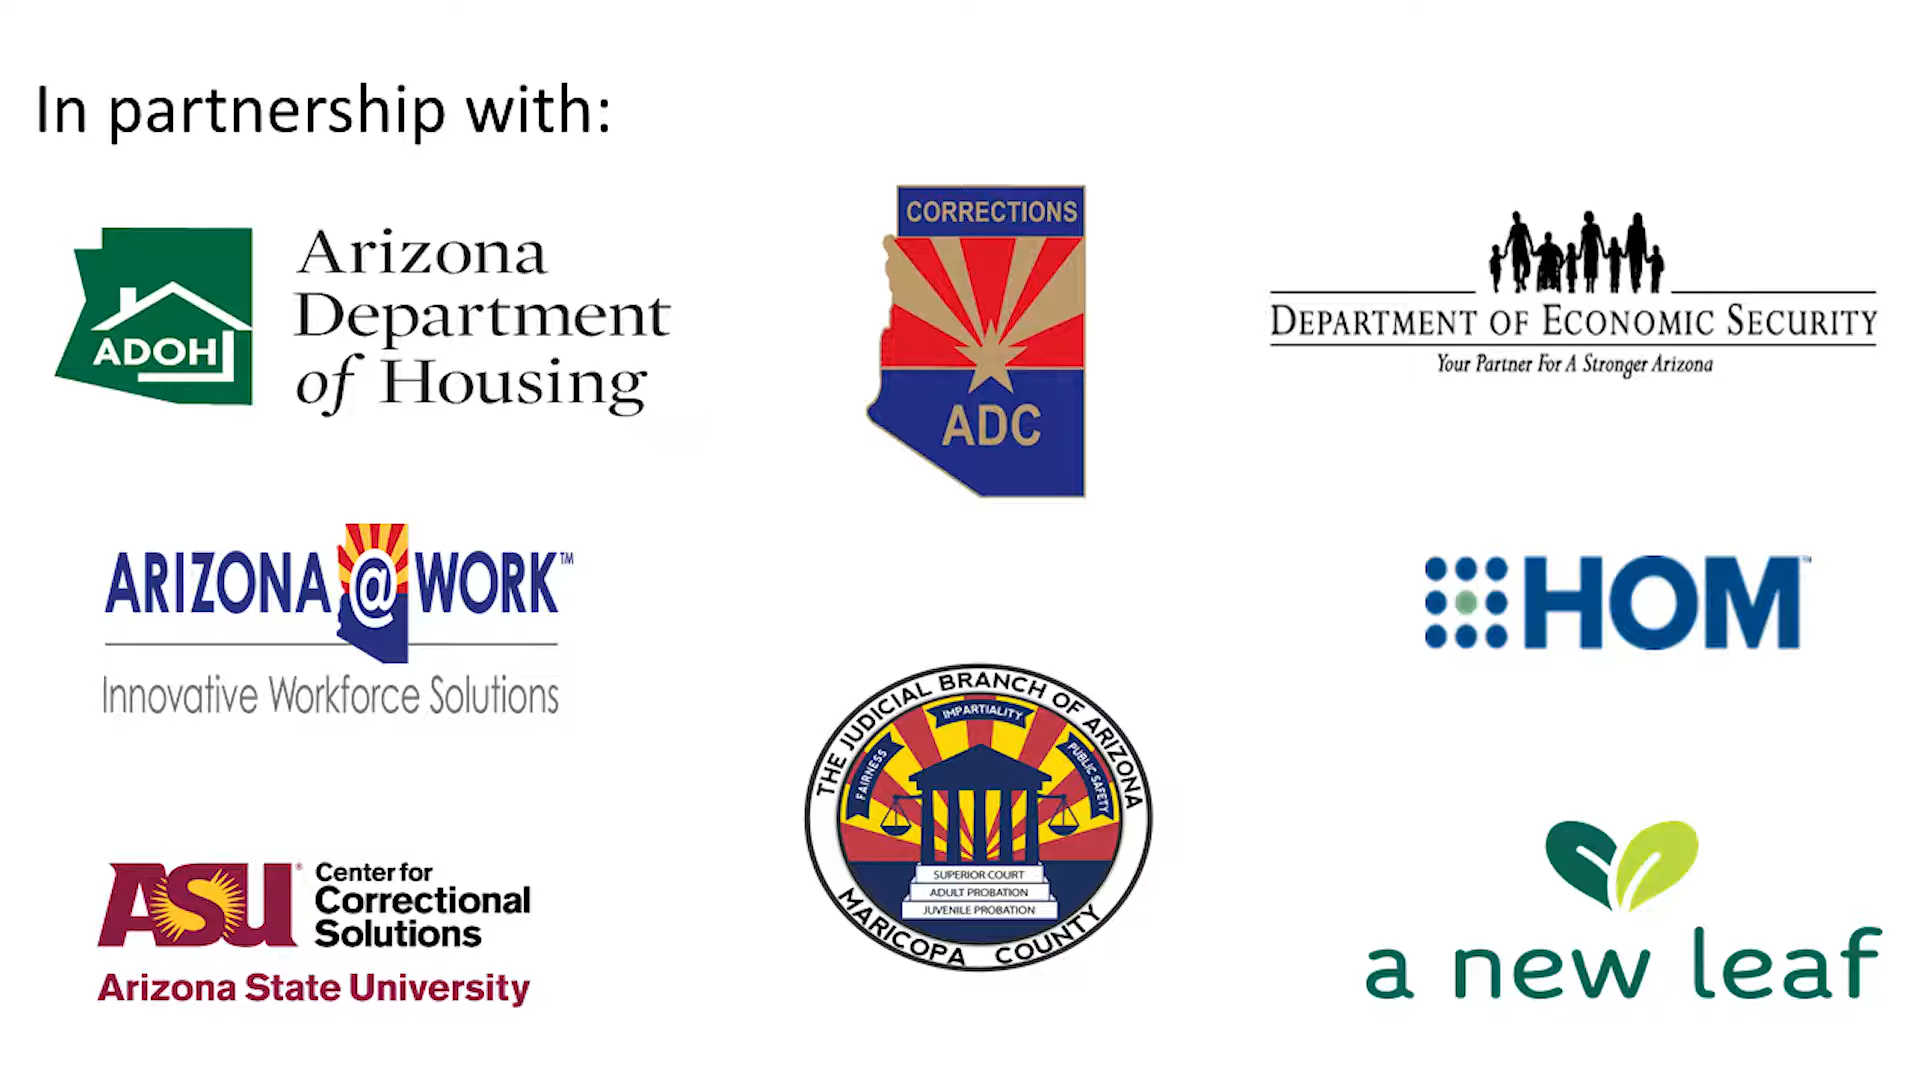 In partnership with:
ADOH
Arizona
Department
of Housing
CORRECTIONS
ADC
DEPARTMENT OF ECONOMIC SECURITY
Your Partner For A Stronger Arizona
ARIZONA @ WORK™
Innovative Workforce Solutions
HOM™
THE JUDICIAL BRANCH OF ARIZONA
IMPARTIALITY
FAIRNESS
PUBLIC SAFETY
SUPERIOR COURT
ADULT PROBATION
JUVENILE PROBATION
MARICOPA COUNTY
ASU®
Center for
Correctional
Solutions
Arizona State University
a new leaf